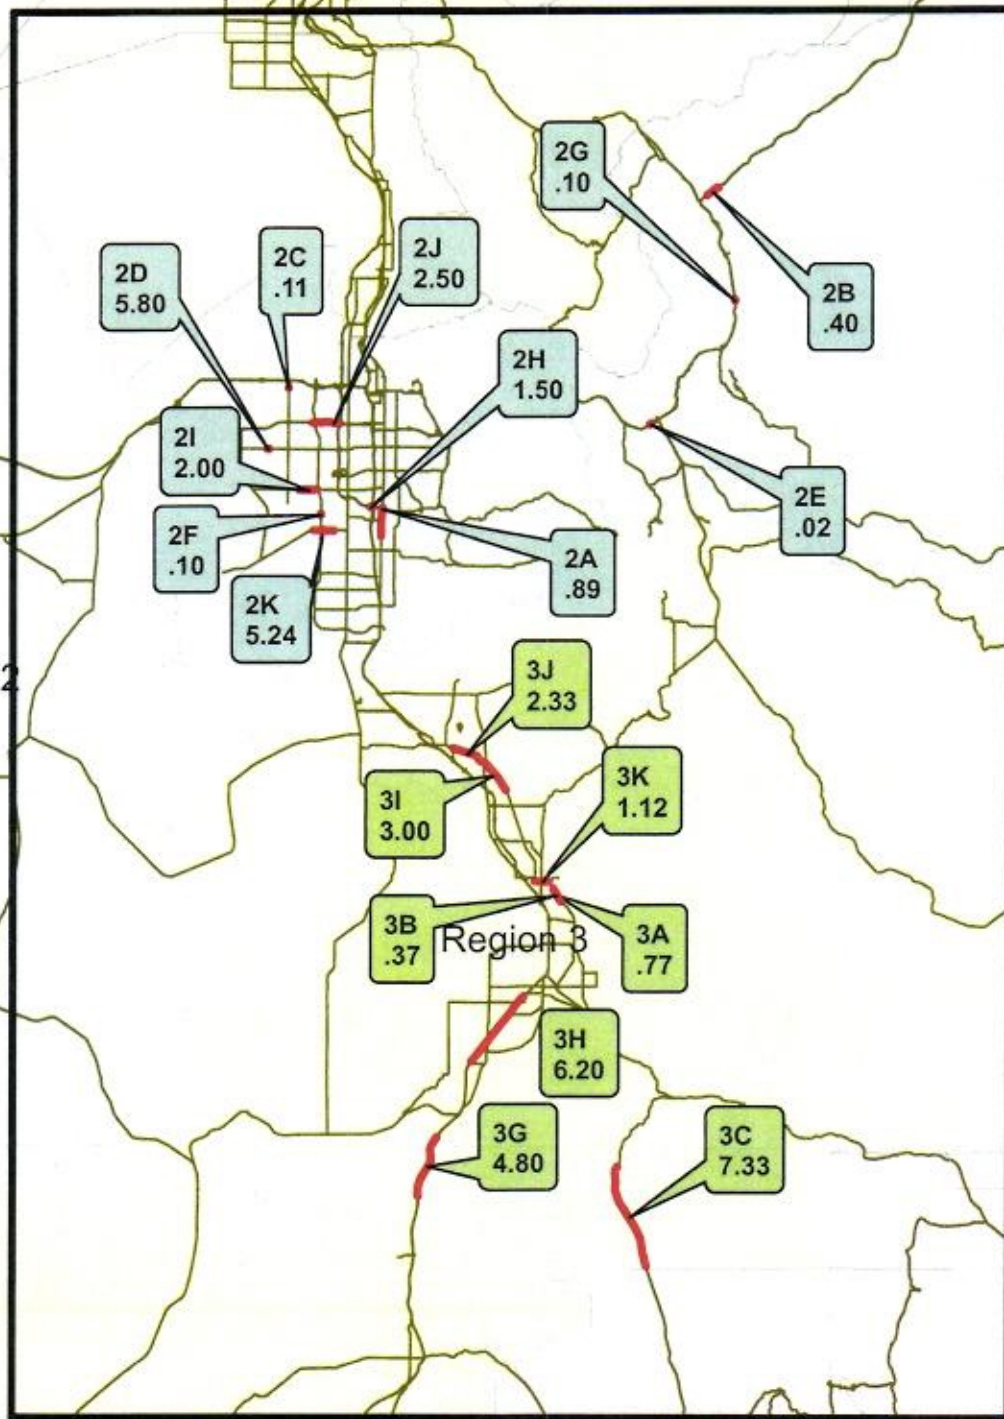 2G
.10
2B
.40
2C
.11
2J
2.50
2D
5.80
2H
1.50
2I
2.00
2E
.02
2F
.10
2A
.89
2K
5.24
2
3J
2.33
3K
1.12
3I
3.00
3B
.37
Region 3
3A
.77
3H
6.20
3G
4.80
3C
7.33